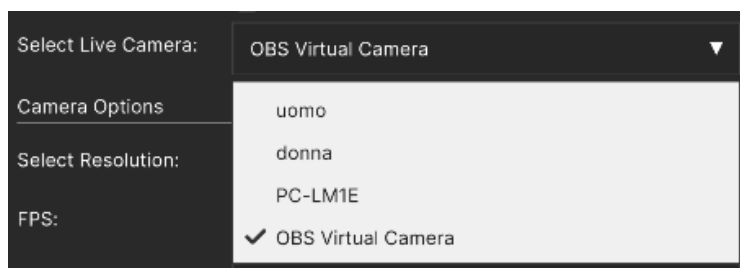 Select Live Camera:
OBS Virtual Camera
Camera Options
uomo
Select Resolution:
donna
PC-LM1E
FPS:
✓ OBS Virtual Camera